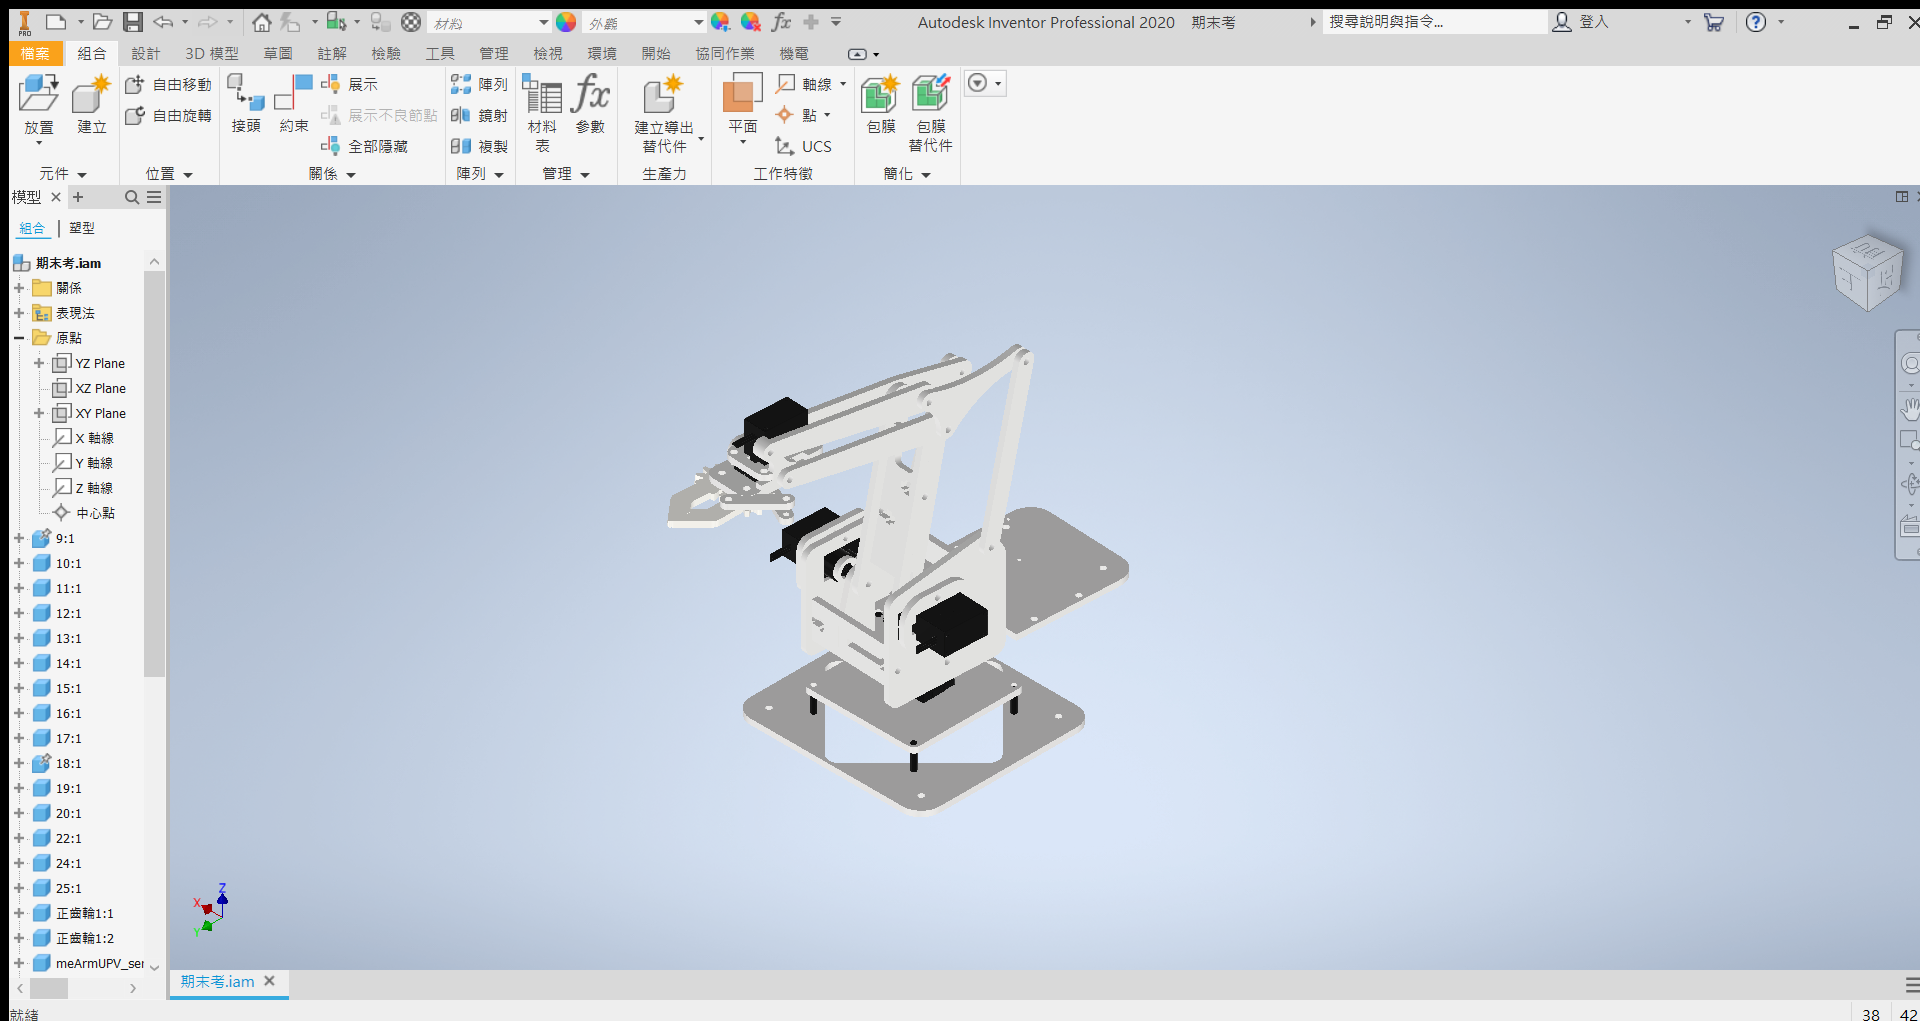 PRO
材料
外觀
fx
Autodesk Inventor Professional 2020 期末考
搜尋說明與指令...
登入
檔案 組合 設計 3D 模型 草圖 註解 檢驗 工具 管理 檢視 環境 開始 協同作業 機電
放置
建立
自由移動
自由旋轉
接頭
約束
展示
展示不良節點
全部隱藏
陣列
鏡射
複製
材料
表
fx
參數
建立導出
替代件
平面
軸線
點
UCS
包膜
包膜
替代件
元件 位置 關係 陣列 管理 生產力 工作特徵 簡化
模型
組合 | 塑型
期末考.iam
關係
表現法
原點
YZ Plane
XZ Plane
XY Plane
X 軸線
Y 軸線
Z 軸線
中心點
9:1
10:1
11:1
12:1
13:1
14:1
15:1
16:1
17:1
18:1
19:1
20:1
22:1
24:1
25:1
正齒輪1:1
正齒輪1:2
meArmUPV_ser
Z
X
Y
期末考.iam
就緒
38 42